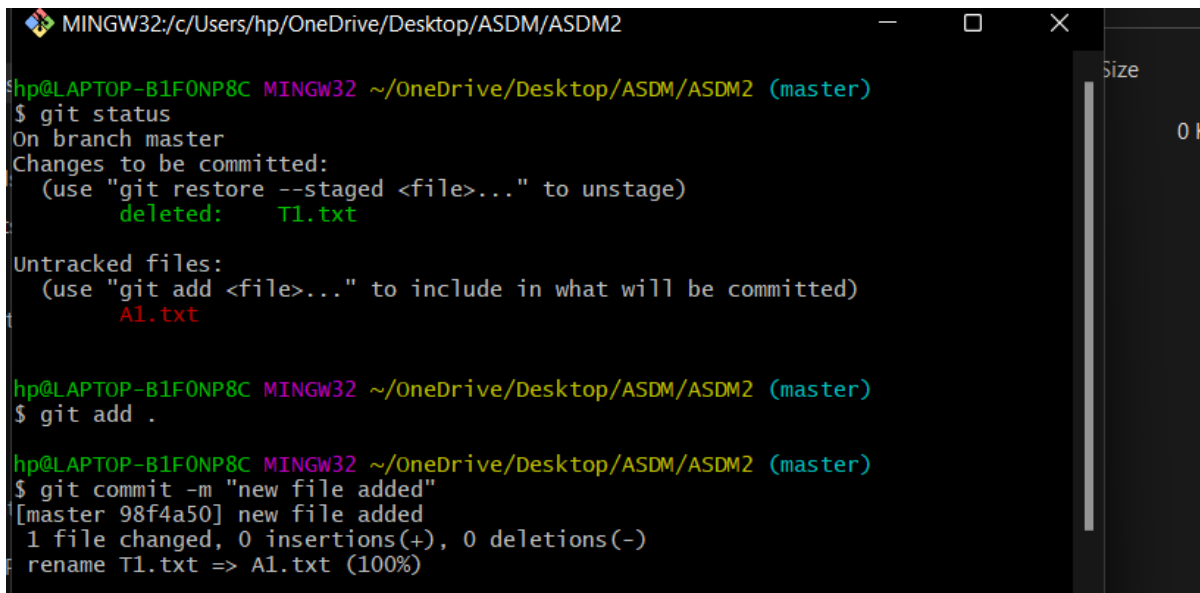 MINGW32:/c/Users/hp/OneDrive/Desktop/ASDM/ASDM2
Size
0
hp@LAPTOP-B1F0NP8C MINGW32 ~/OneDrive/Desktop/ASDM/ASDM2 (master)
$ git status
On branch master
Changes to be committed:
  (use "git restore --staged <file>..." to unstage)
        deleted:    T1.txt

Untracked files:
  (use "git add <file>..." to include in what will be committed)
        A1.txt

hp@LAPTOP-B1F0NP8C MINGW32 ~/OneDrive/Desktop/ASDM/ASDM2 (master)
$ git add .

hp@LAPTOP-B1F0NP8C MINGW32 ~/OneDrive/Desktop/ASDM/ASDM2 (master)
$ git commit -m "new file added"
[master 98f4a50] new file added
 1 file changed, 0 insertions(+), 0 deletions(-)
 rename T1.txt => A1.txt (100%)